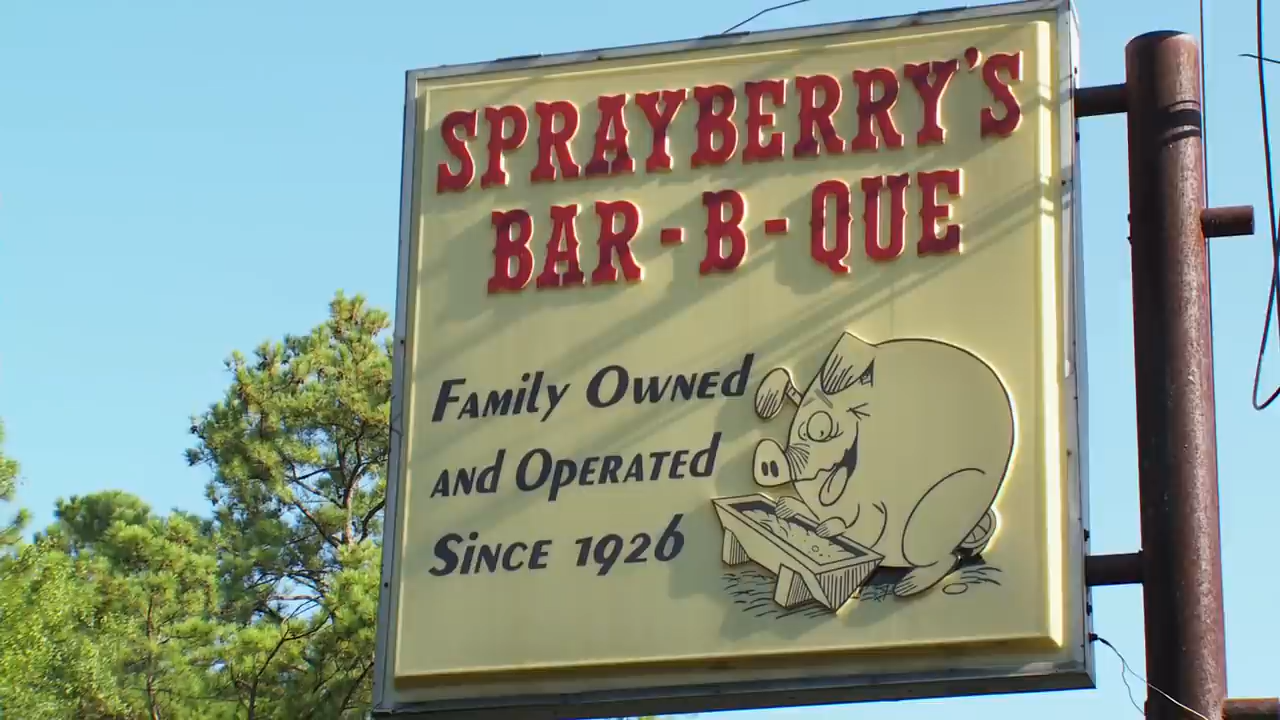 SPRAYBERRY'S
BAR-B-QUE
FAMILY OWNED
AND OPERATED
SINCE 1926